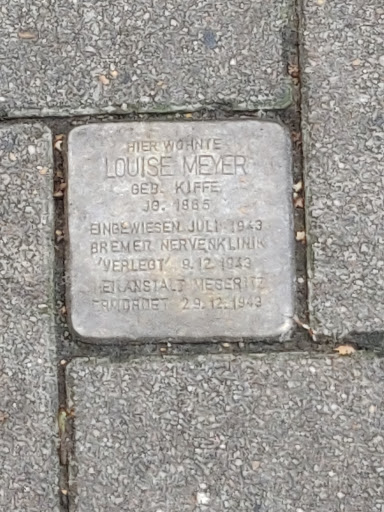 HIER WOHNTE
LOUISE MEYER
GEB. KIPFE
JG. 1885
EINGEWIESEN JULI 1943
BREMER NERVENKLINIK
'VERLEGT' 9.12.1943
HEILANSTALT MESERITZ
ERMORDET 29.12.1943